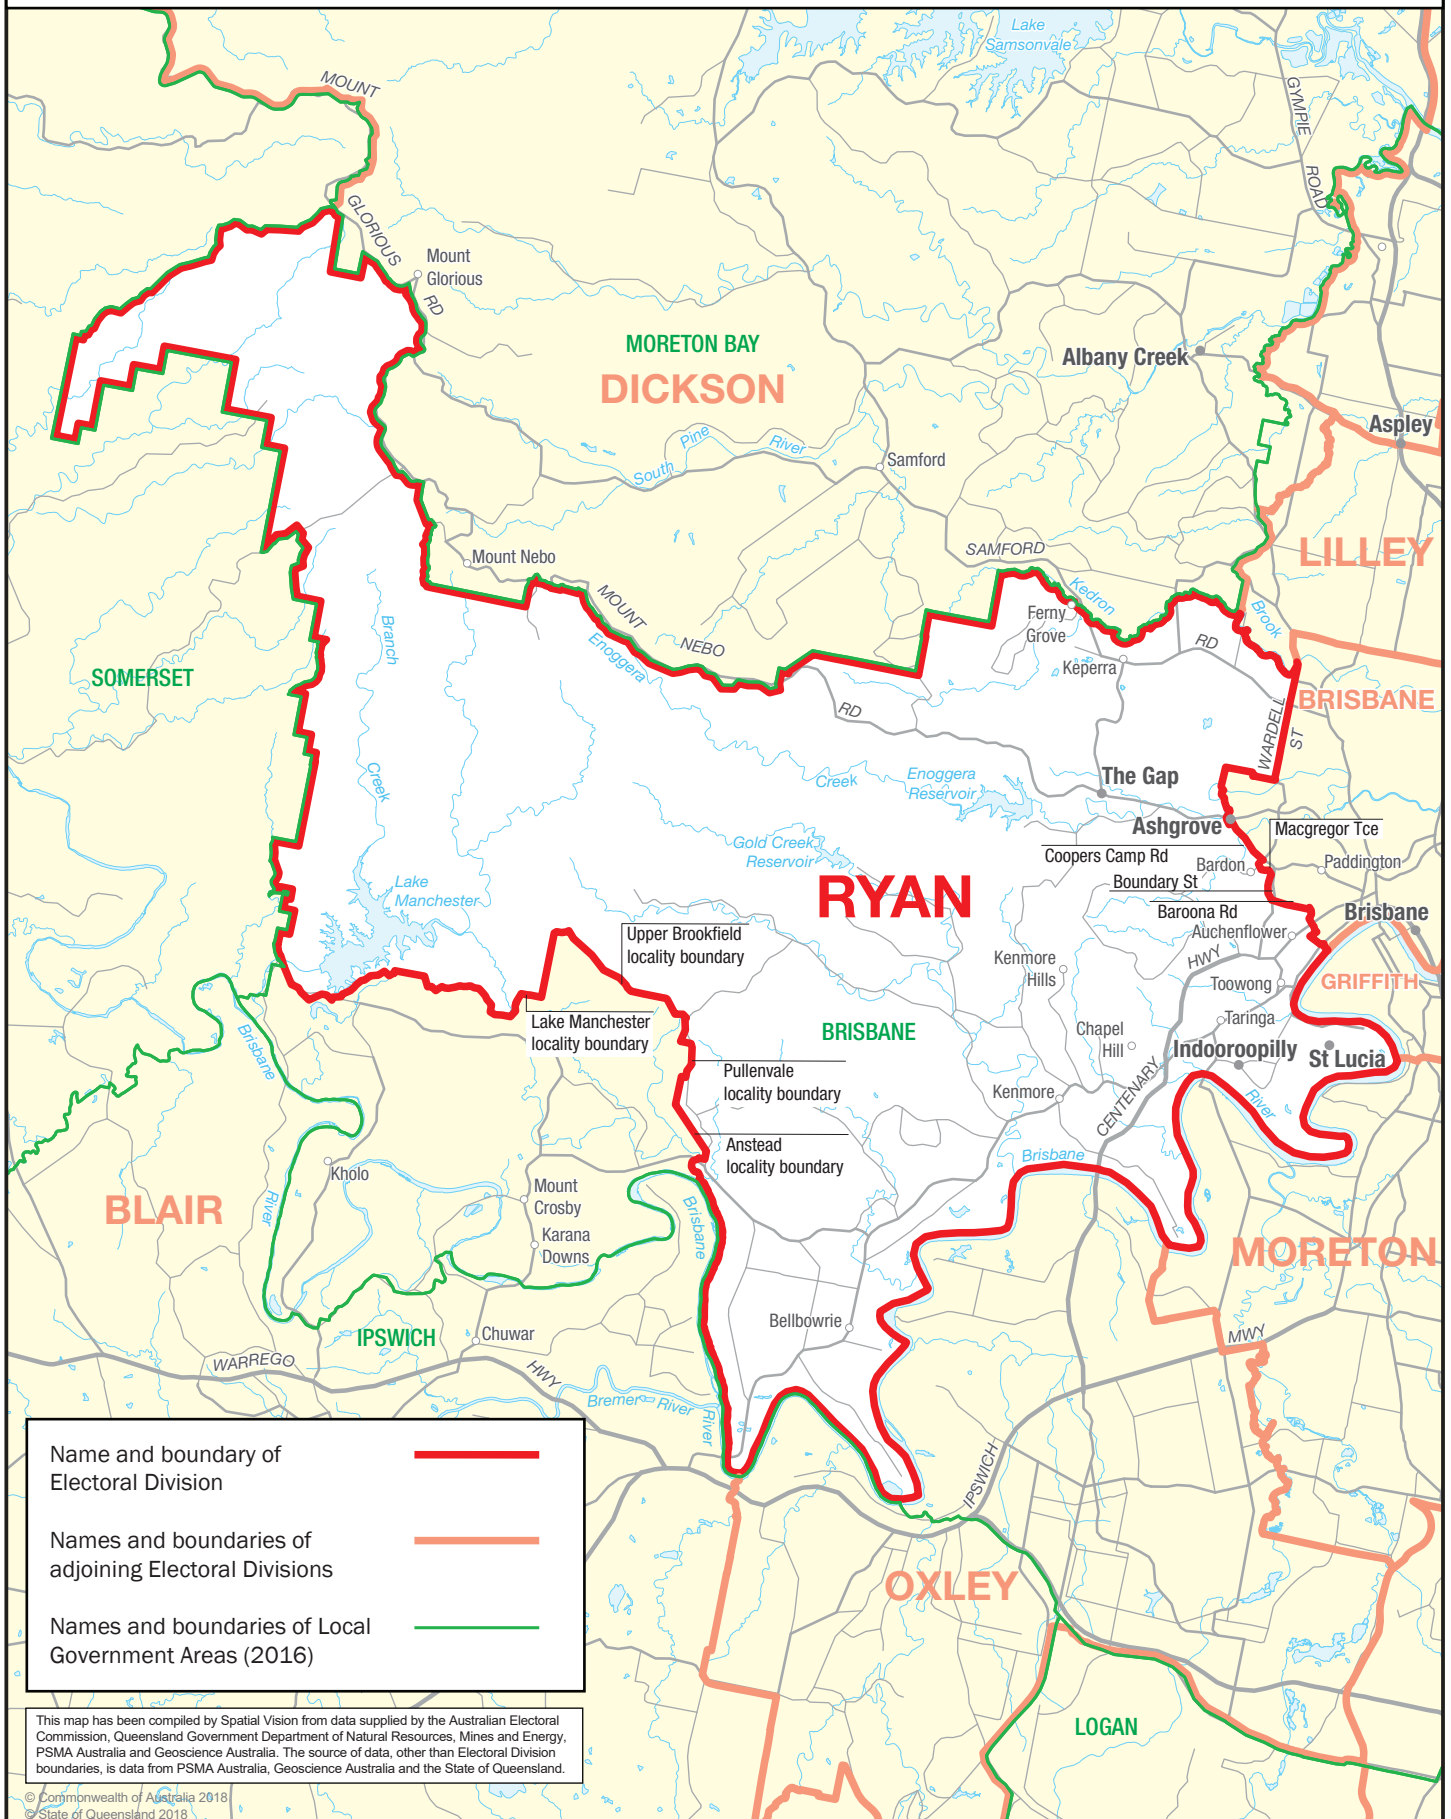 Lake
Samsonvale
MOUNT
GYMPIE
ROAD
GLORIOUS
RD
Mount
Glorious
MORETON BAY
DICKSON
Albany Creek
Aspley
South
Pine
River
Samford
SAMFORD
LILLEY
Mount Nebo
MOUNT
NEBO
RD
Ferny
Grove
Kedron
Brook
RD
Keperra
Enoggera
Branch
Creek
SOMERSET
BRISBANE
WARDELL
ST
Creek
Enoggera
Reservoir
The Gap
Ashgrove
Macgregor Tce
Coopers Camp Rd
Bardon
Paddington
Boundary St
Baroona Rd
Brisbane
Auchenflower
Gold Creek
Reservoir
RYAN
Lake
Manchester
Upper Brookfield
locality boundary
Kenmore
Hills
HWY
Toowong
GRIFFITH
Lake Manchester
locality boundary
BRISBANE
Taringa
Chapel
Hill
Indooroopilly
St Lucia
Brisbane
River
Pullenvale
locality boundary
Kenmore
CENTENARY
River
Anstead
locality boundary
Brisbane
Kholo
BLAIR
Mount
Crosby
Karana
Downs
Brisbane
River
MORETON
Bellbowrie
IPSWICH
Chuwar
MWY
WARREGO
HWY
Bremer River
IPSWICH
OXLEY
LOGAN
Name and boundary of
Electoral Division
Names and boundaries of
adjoining Electoral Divisions
Names and boundaries of Local
Government Areas (2016)
This map has been compiled by Spatial Vision from data supplied by the Australian Electoral
Commission, Queensland Government Department of Natural Resources, Mines and Energy,
PSMA Australia and Geoscience Australia. The source of data, other than Electoral Division
boundaries, is data from PSMA Australia, Geoscience Australia and the State of Queensland.
© Commonwealth of Australia 2018
© State of Queensland 2018